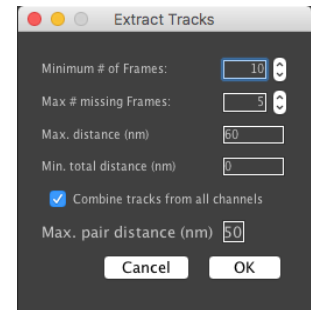 Extract Tracks
Minimum # of Frames: 10
Max # missing Frames: 5
Max. distance (nm) 60
Min. total distance (nm) 0
Combine tracks from all channels
Max. pair distance (nm) 50
Cancel OK